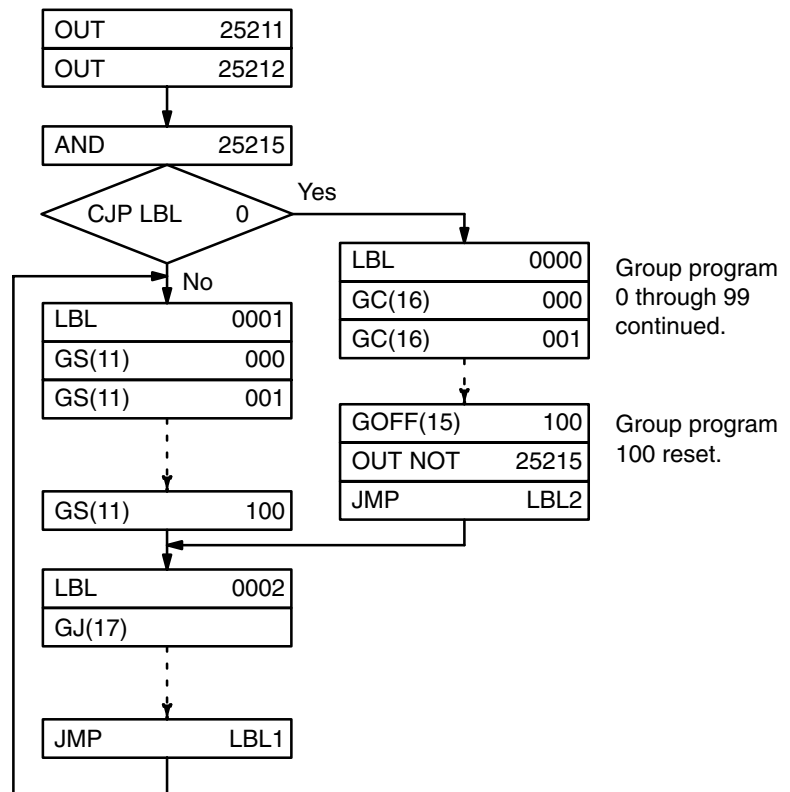 OUT 25211
OUT 25212
AND 25215
CJP LBL 0
Yes
No
LBL 0000
GC(16) 000
GC(16) 001
Group program
0 through 99
continued.
LBL 0001
GS(11) 000
GS(11) 001
GOFF(15) 100
OUT NOT 25215
JMP LBL2
Group program
100 reset.
GS(11) 100
LBL 0002
GJ(17)
JMP LBL1